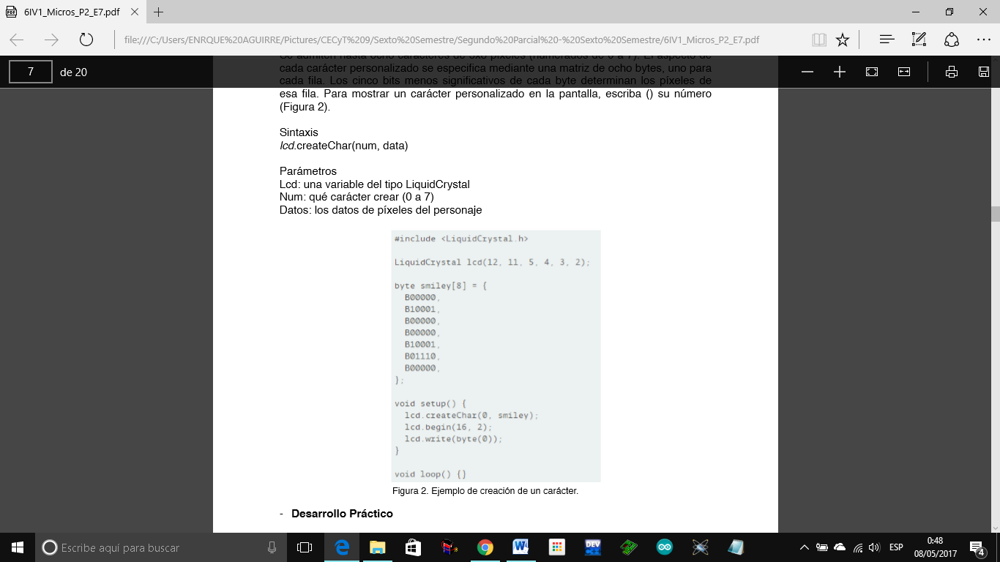 6IV1_Micros_P2_E7.pdf
file:///C:/Users/ENRQUE%20AGUIRRE/Pictures/CECyT%209/Sexto%20Semestre/Segundo%20Parcial%20-%20Sexto%20Semestre/6IV1_Micros_P2_E7.pdf
7 de 20
Se admiten hasta ocho caracteres de 5x8 píxeles (numerados de 0 a 7). El aspecto de
cada carácter personalizado se especifica mediante una matriz de ocho bytes, uno para
cada fila. Los cinco bits menos significativos de cada byte determinan los píxeles de
esa fila. Para mostrar un carácter personalizado en la pantalla, escriba () su número
(Figura 2).
Sintaxis
lcd.createChar(num, data)
Parámetros
Lcd: una variable del tipo LiquidCrystal
Num: qué carácter crear (0 a 7)
Datos: los datos de píxeles del personaje
#include <LiquidCrystal.h>
LiquidCrystal lcd(12, 11, 5, 4, 3, 2);
byte smiley[8] = {
B00000,
B10001,
B00000,
B00000,
B10001,
B01110,
B00000,
};
void setup() {
lcd.createChar(0, smiley);
lcd.begin(16, 2);
lcd.write(byte(0));
}
void loop() {}
Figura 2. Ejemplo de creación de un carácter.
- Desarrollo Práctico
Escribe aquí para buscar
DEV
ESP
0:48
08/05/2017
4